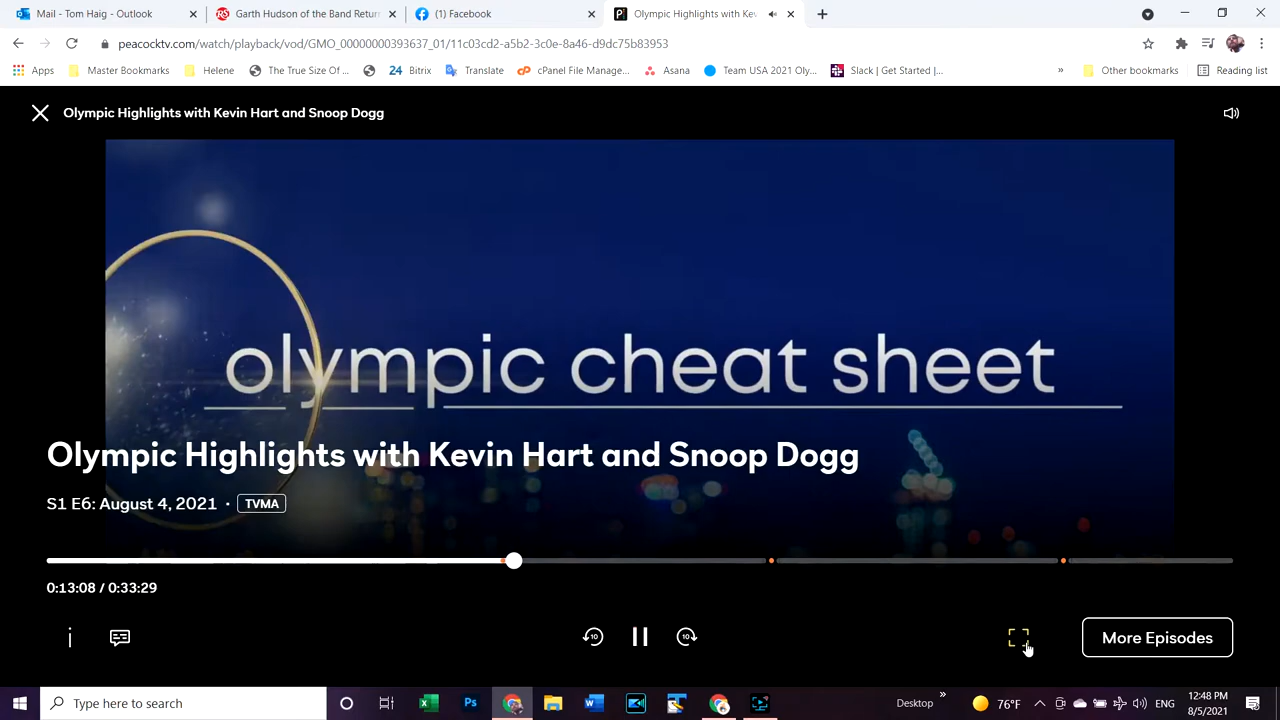 Mail - Tom Haig - Outlook
Garth Hudson of the Band Retur
(1) Facebook
Olympic Highlights with Kev
peacocktv.com/watch/playback/vod/GMO_00000000393637_01/11c03cd2-a5b2-3c0e-8a46-d9dc75b83953
Apps Master Bookmarks Helene The True Size Of ... 24 Bitrix Translate cPanel File Manage... Asana Team USA 2021 Oly... Slack | Get Started |... » Other bookmarks Reading list
Olympic Highlights with Kevin Hart and Snoop Dogg
olympic cheat sheet
Olympic Highlights with Kevin Hart and Snoop Dogg
S1 E6: August 4, 2021 · TVMA
0:13:08 / 0:33:29
10 10 More Episodes
Type here to search Ps Desktop » 76°F ENG 12:48 PM
8/5/2021